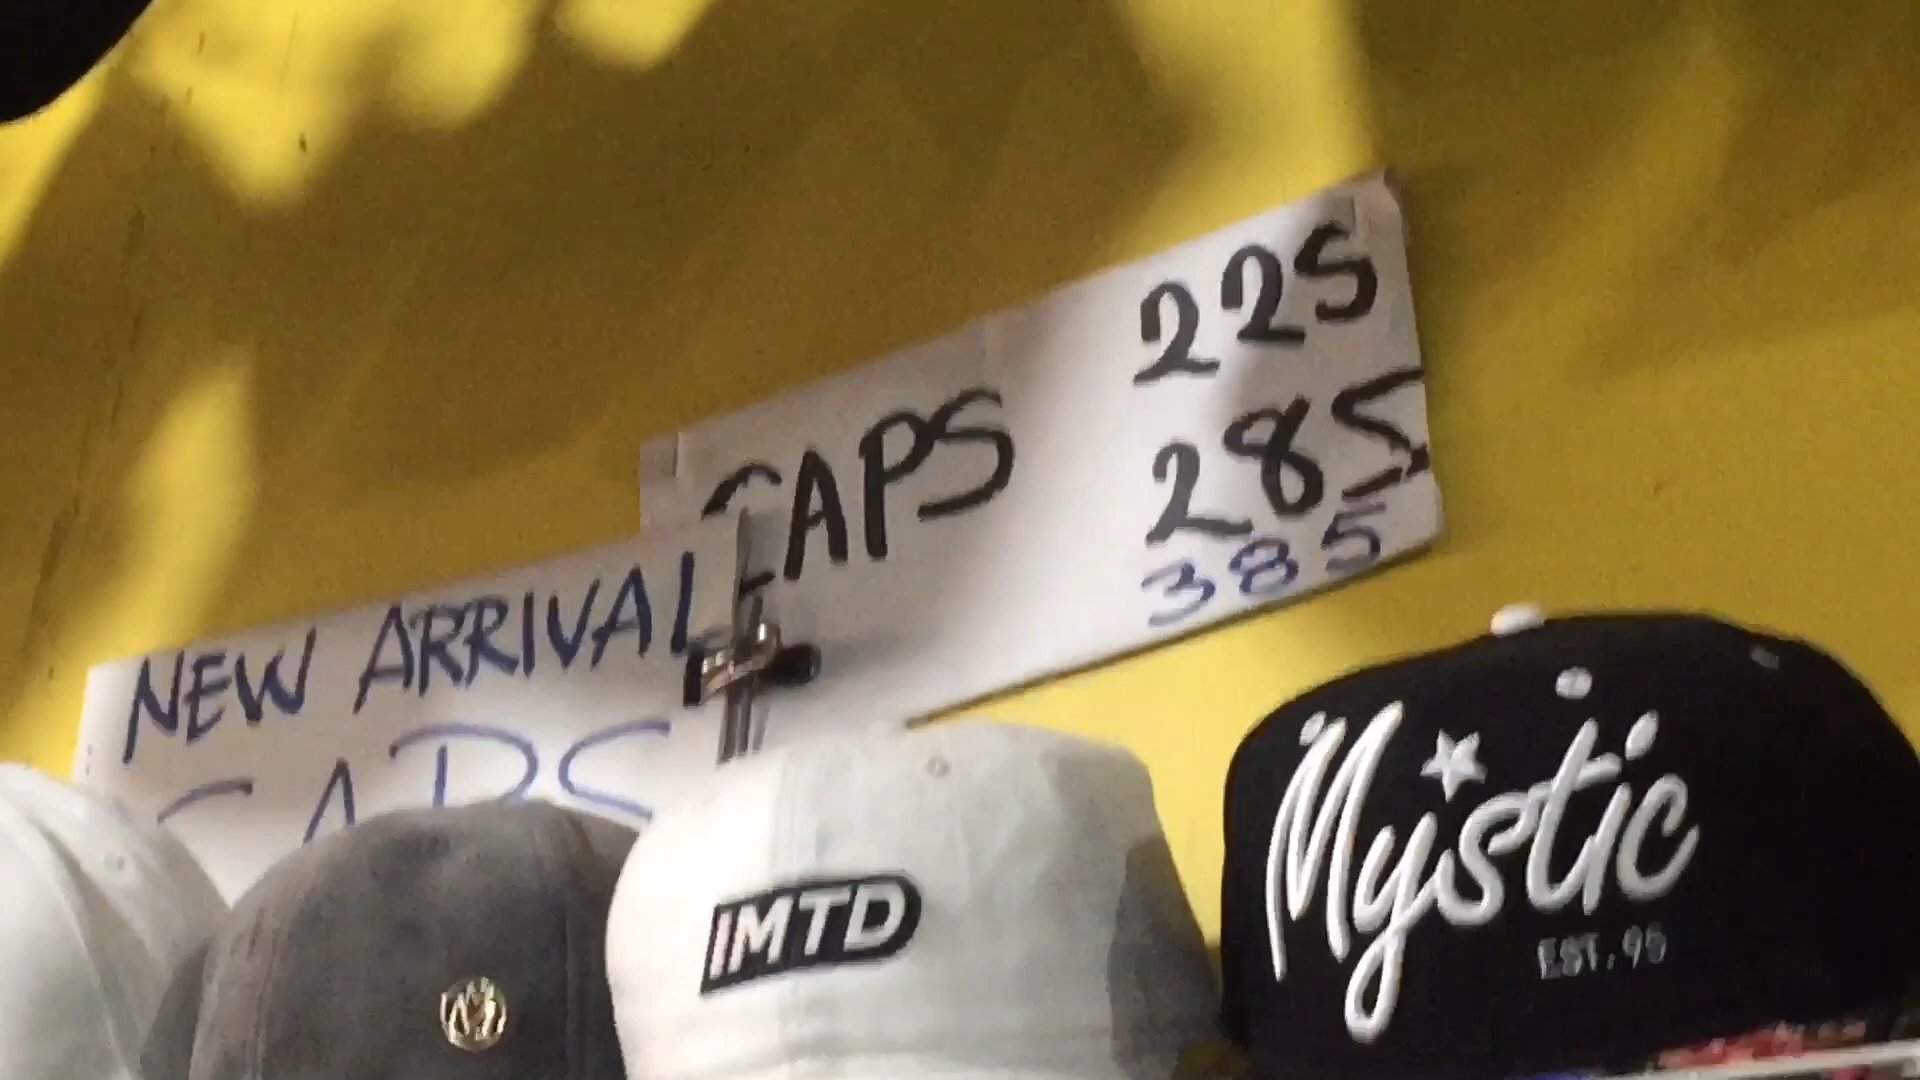 CAPS
225
285
385
NEW ARRIVAL
CAPS
IMTD
Mystic
EST. 95